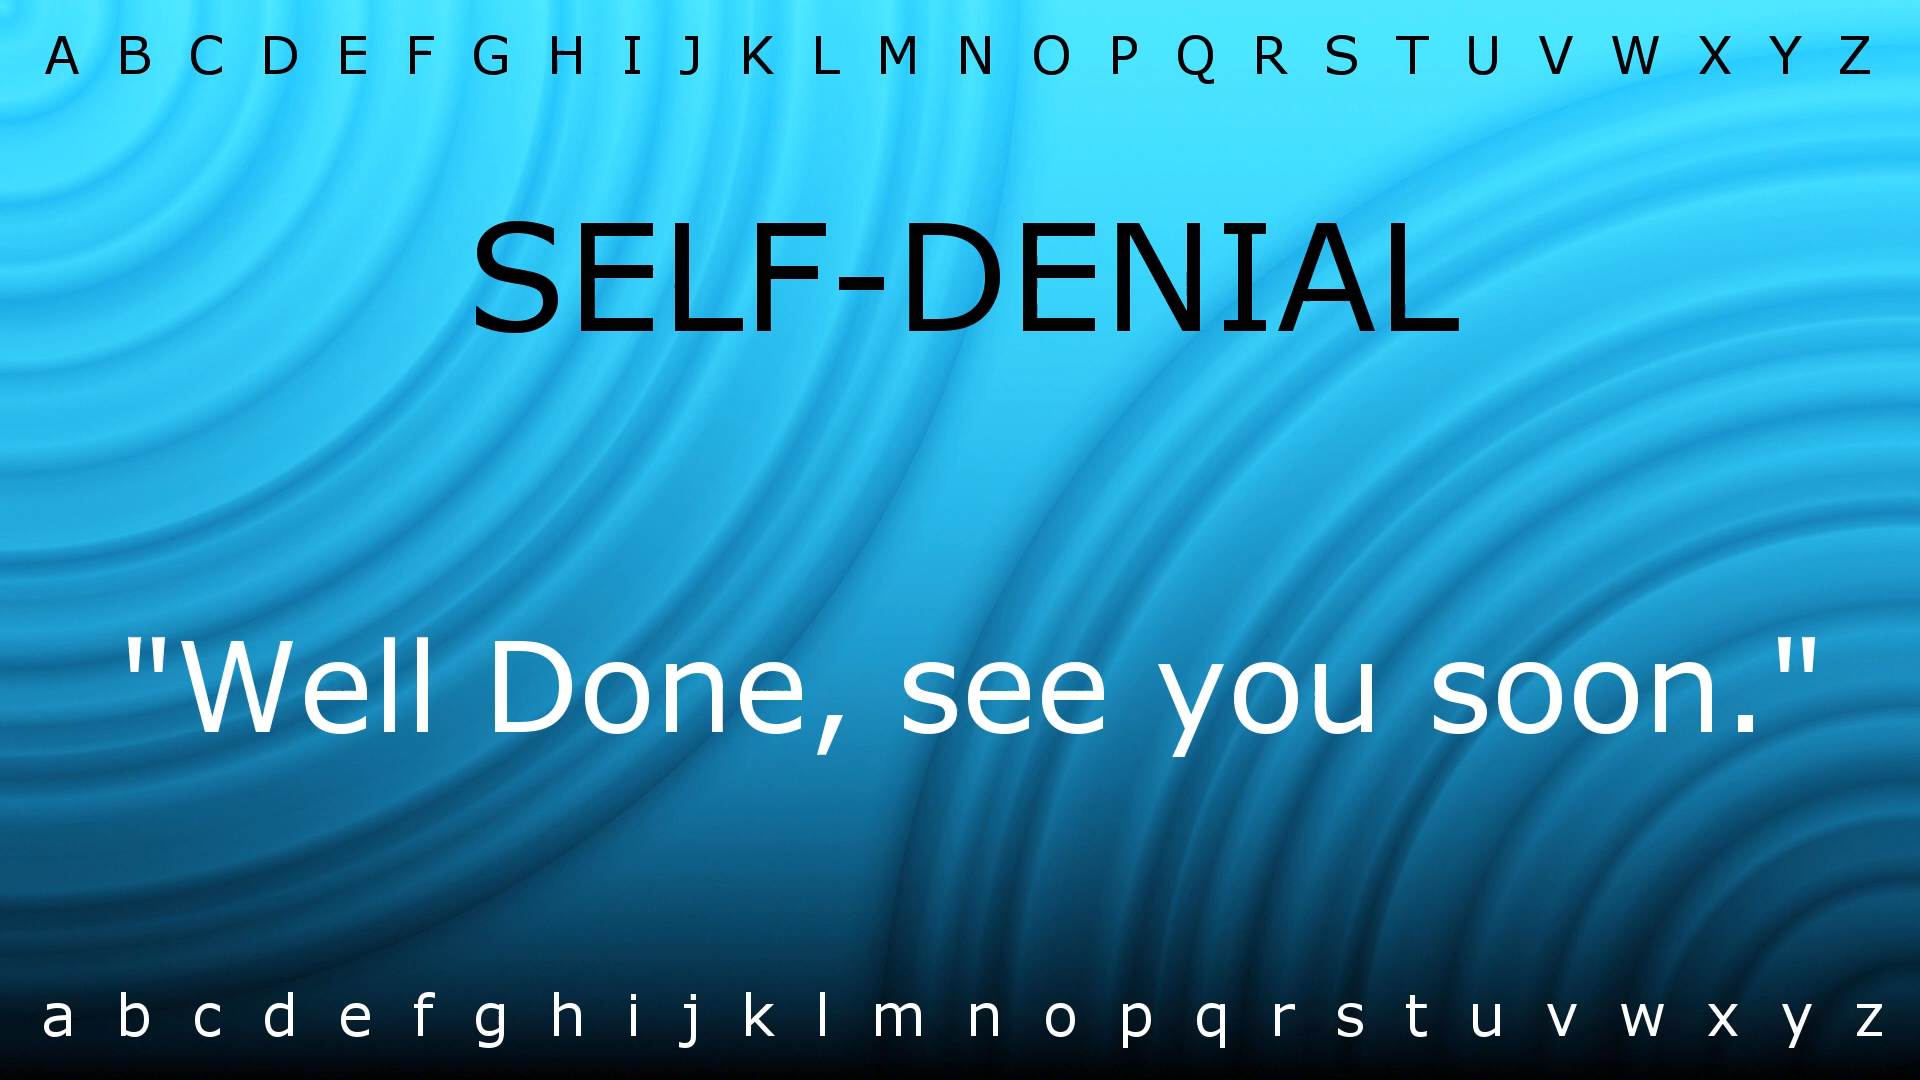 A B C D E F G H I J K L M N O P Q R S T U V W X Y Z
SELF-DENIAL
"Well Done, see you soon."
a b c d e f g h i j k l m n o p q r s t u v w x y z